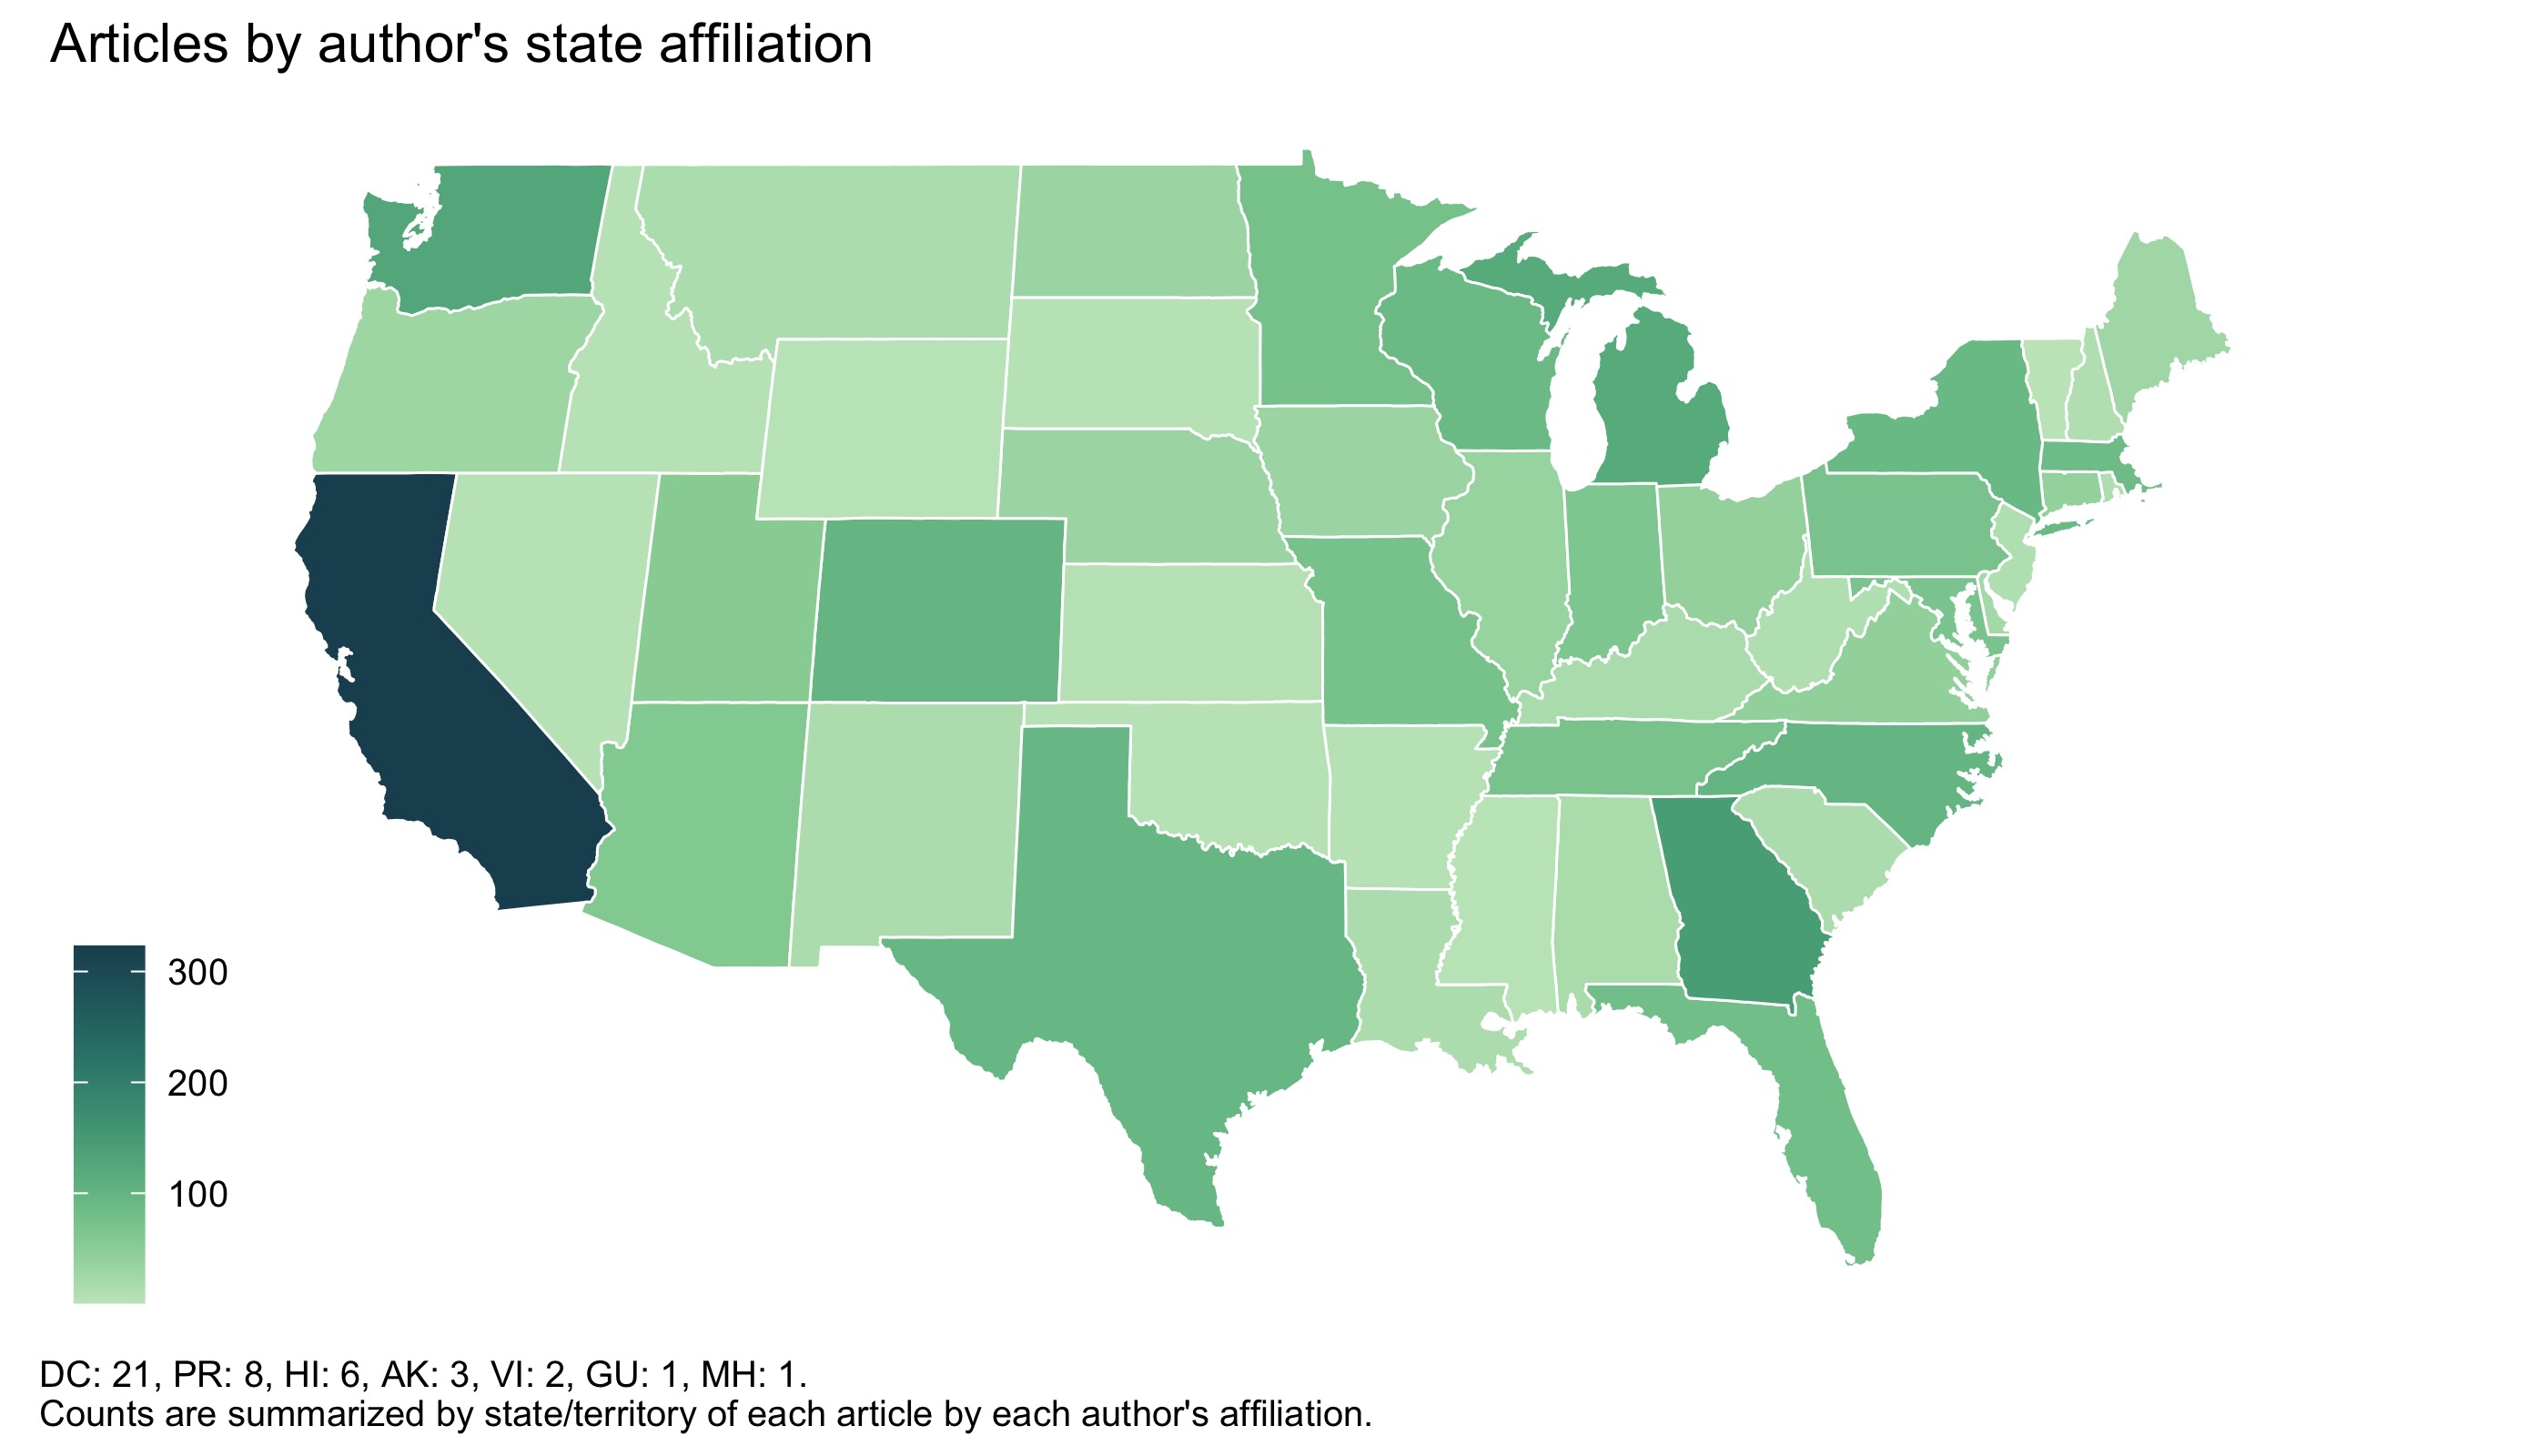 Articles by author's state affiliation
300
200
100
DC: 21, PR: 8, HI: 6, AK: 3, VI: 2, GU: 1, MH: 1.
Counts are summarized by state/territory of each article by each author's affiliation.